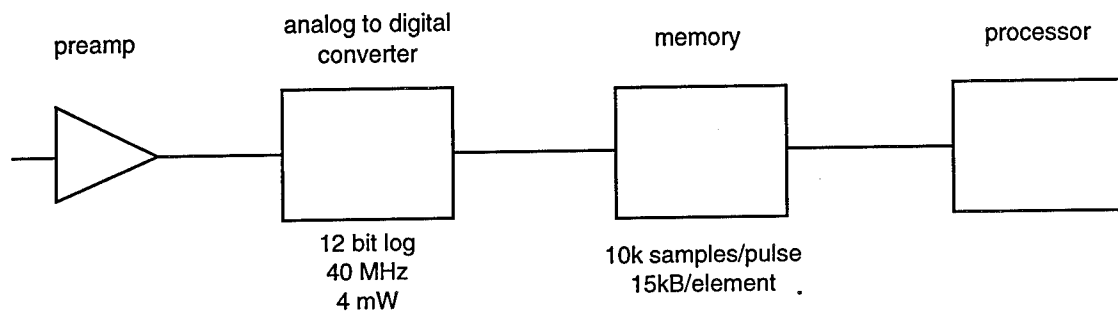 preamp
analog to digital
converter
memory
processor
12 bit log
40 MHz
4 mW
10k samples/pulse
15kB/element